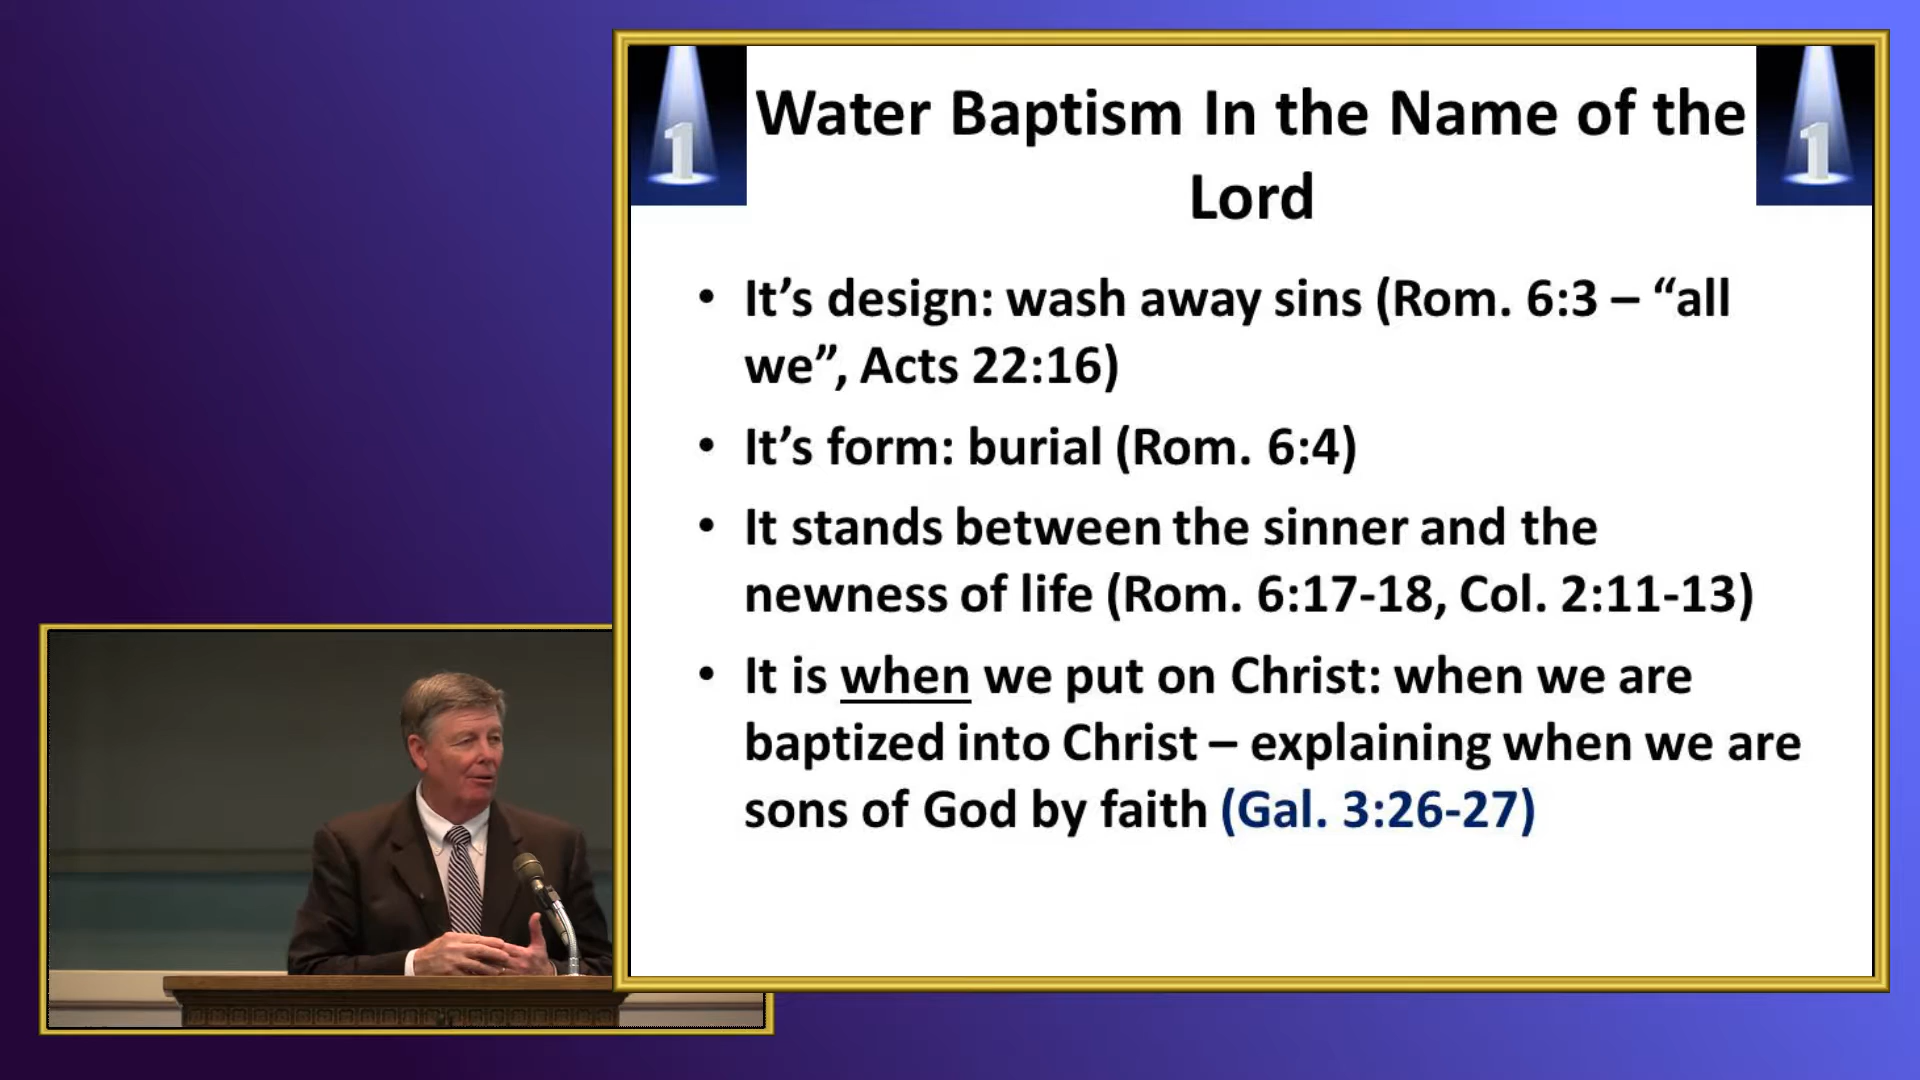 1
1
Water Baptism In the Name of the
Lord
• It’s design: wash away sins (Rom. 6:3 – “all
we”, Acts 22:16)
• It’s form: burial (Rom. 6:4)
• It stands between the sinner and the
newness of life (Rom. 6:17-18, Col. 2:11-13)
• It is when we put on Christ: when we are
baptized into Christ – explaining when we are
sons of God by faith (Gal. 3:26-27)